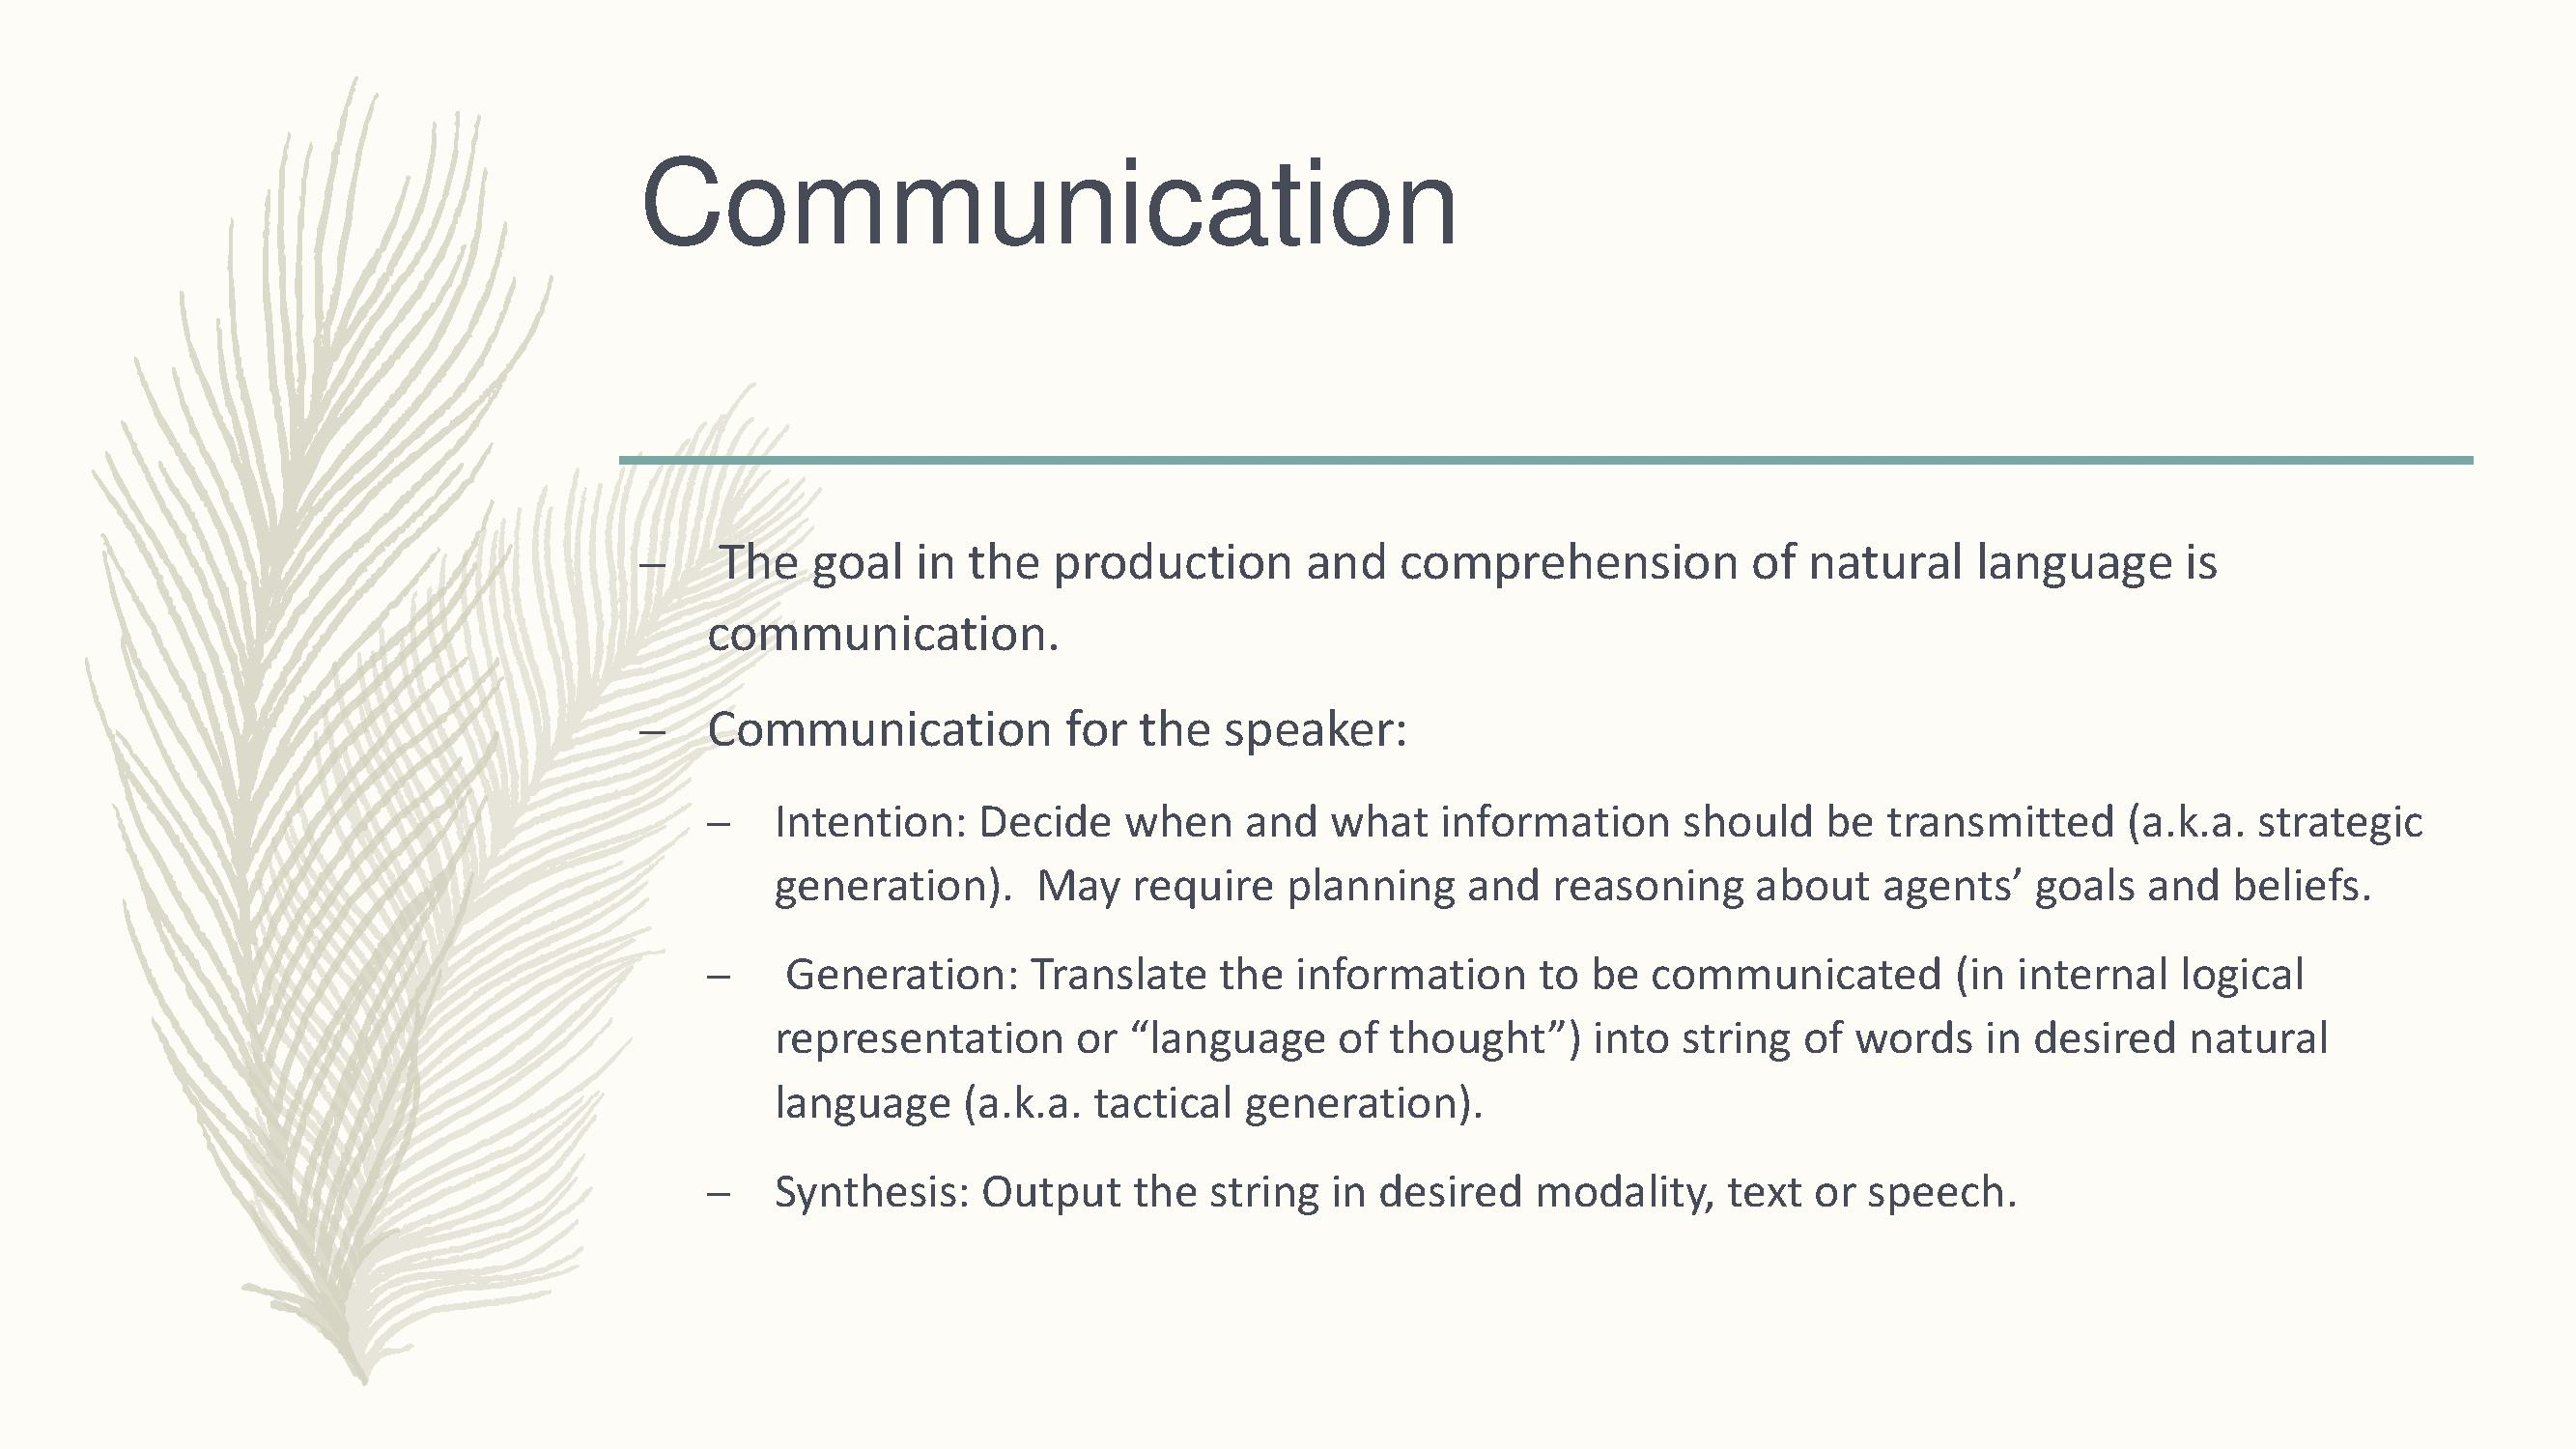 Communication
– The goal in the production and comprehension of natural language is
communication.
– Communication for the speaker:
– Intention: Decide when and what information should be transmitted (a.k.a. strategic
generation).  May require planning and reasoning about agents’ goals and beliefs.
– Generation: Translate the information to be communicated (in internal logical
representation or “language of thought”) into string of words in desired natural
language (a.k.a. tactical generation).
– Synthesis: Output the string in desired modality, text or speech.